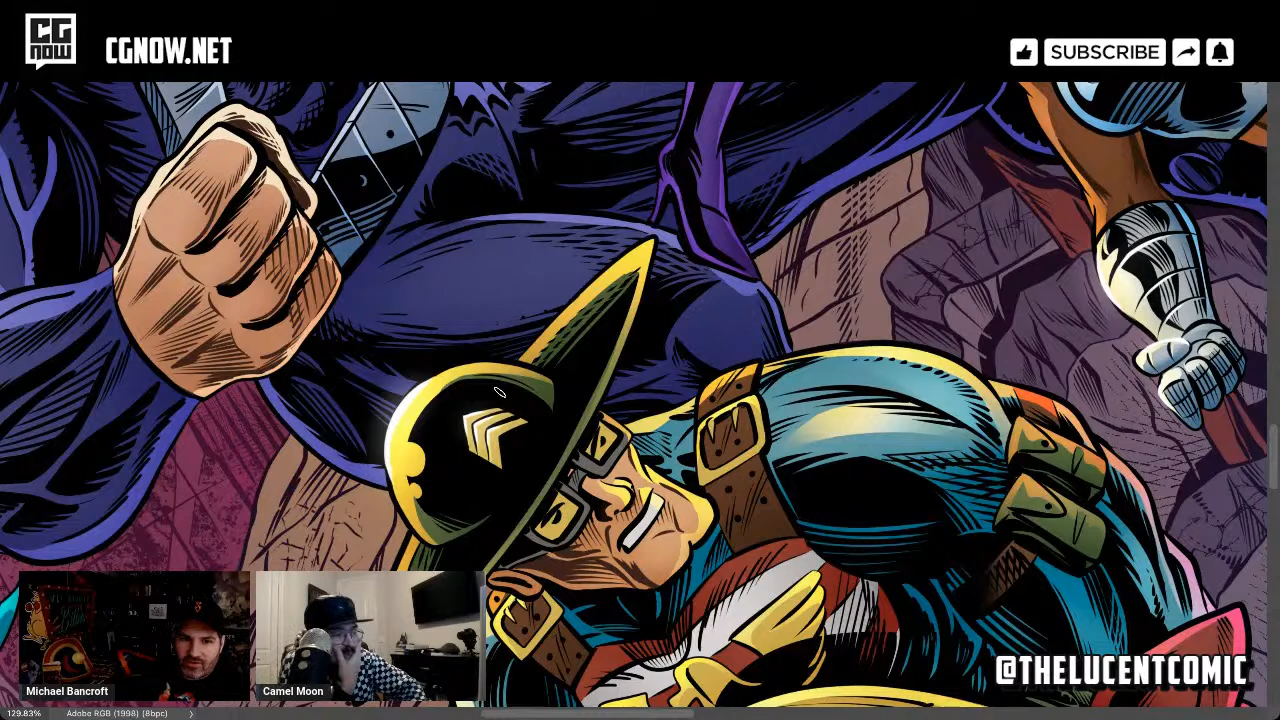 CG
NOW
CGNOW.NET
SUBSCRIBE
@THELUCENTCOMIC
Michael Bancroft
Camel Moon
129.83%
Adobe RGB (1998) (8bpc)